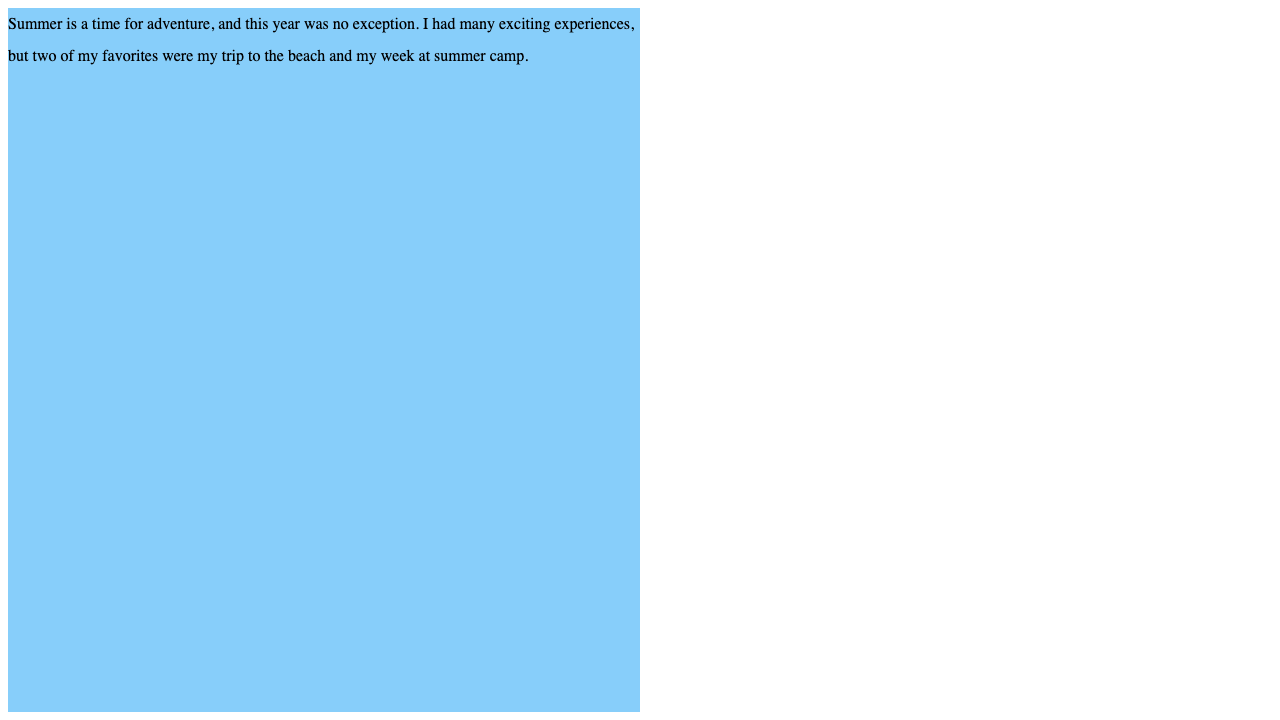 Summer is a time for adventure, and this year was no exception. I had many exciting experiences,
but two of my favorites were my trip to the beach and my week at summer camp.